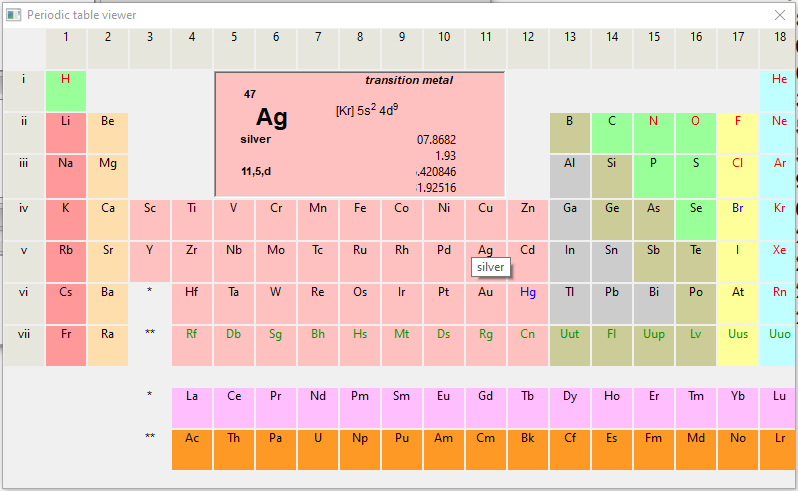 Periodic table viewer
1 2 3 4 5 6 7 8 9 10 11 12 13 14 15 16 17 18
i H He
transition metal
47
Ag [Kr] 5s2 4d9
silver 07.8682
1.93
11,5,d .420846
1.92516
ii Li Be B C N O F Ne
iii Na Mg Al Si P S Cl Ar
iv K Ca Sc Ti V Cr Mn Fe Co Ni Cu Zn Ga Ge As Se Br Kr
v Rb Sr Y Zr Nb Mo Tc Ru Rh Pd Ag Cd In Sn Sb Te I Xe
silver
vi Cs Ba * Hf Ta W Re Os Ir Pt Au Hg Tl Pb Bi Po At Rn
vii Fr Ra ** Rf Db Sg Bh Hs Mt Ds Rg Cn Uut Fl Uup Lv Uus Uuo
* La Ce Pr Nd Pm Sm Eu Gd Tb Dy Ho Er Tm Yb Lu
** Ac Th Pa U Np Pu Am Cm Bk Cf Es Fm Md No Lr